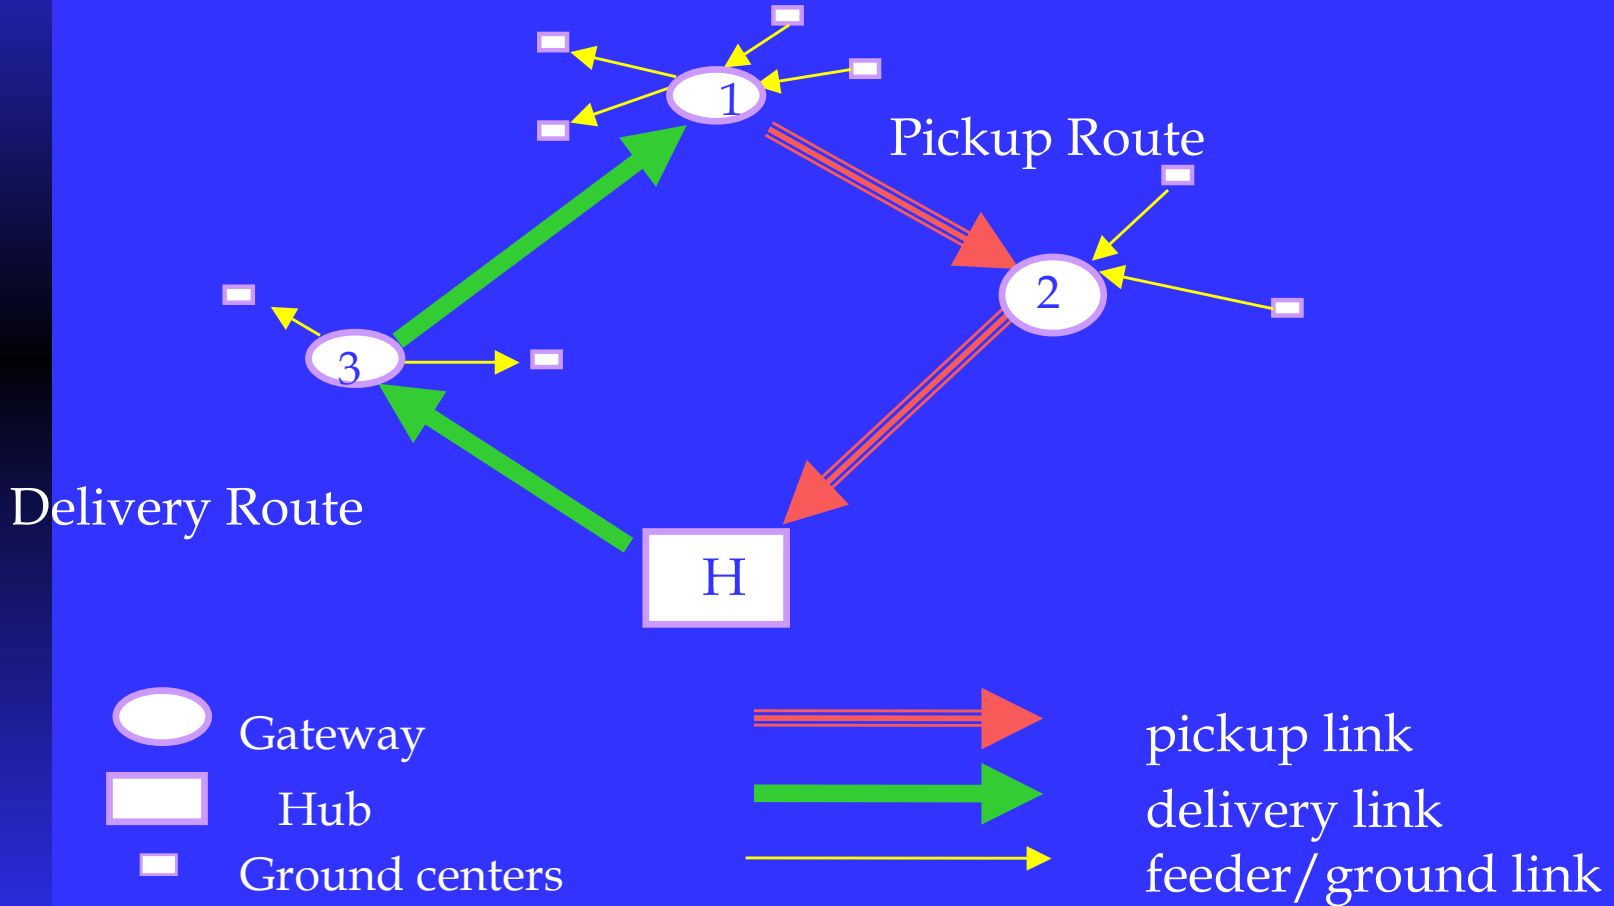 1
Pickup Route
2
3
Delivery Route
H
Gateway
pickup link
Hub
delivery link
Ground centers
feeder/ground link